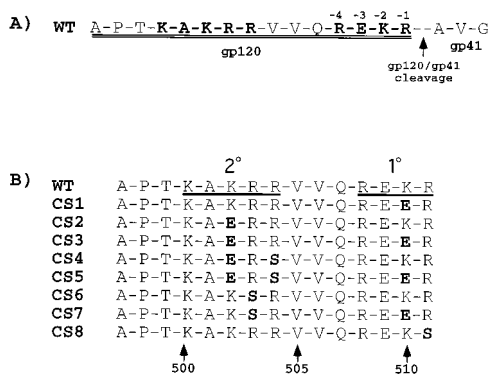 -4 -3 -2 -1
A) WT A-P-T-K-A-K-R-R-V-V-Q-R-E-K-R--A-V-G
gp120 gp41
gp120/gp41
cleavage
2° 1°
B) WT A-P-T-K-A-K-R-R-V-V-Q-R-E-K-R
CS1 A-P-T-K-A-K-R-R-V-V-Q-R-E-E-R
CS2 A-P-T-K-A-E-R-R-V-V-Q-R-E-K-R
CS3 A-P-T-K-A-E-R-R-V-V-Q-R-E-E-R
CS4 A-P-T-K-A-E-R-S-V-V-Q-R-E-K-R
CS5 A-P-T-K-A-E-R-S-V-V-Q-R-E-E-R
CS6 A-P-T-K-A-K-S-R-V-V-Q-R-E-K-R
CS7 A-P-T-K-A-K-S-R-V-V-Q-R-E-E-R
CS8 A-P-T-K-A-K-R-R-V-V-Q-R-E-K-S
500 505 510